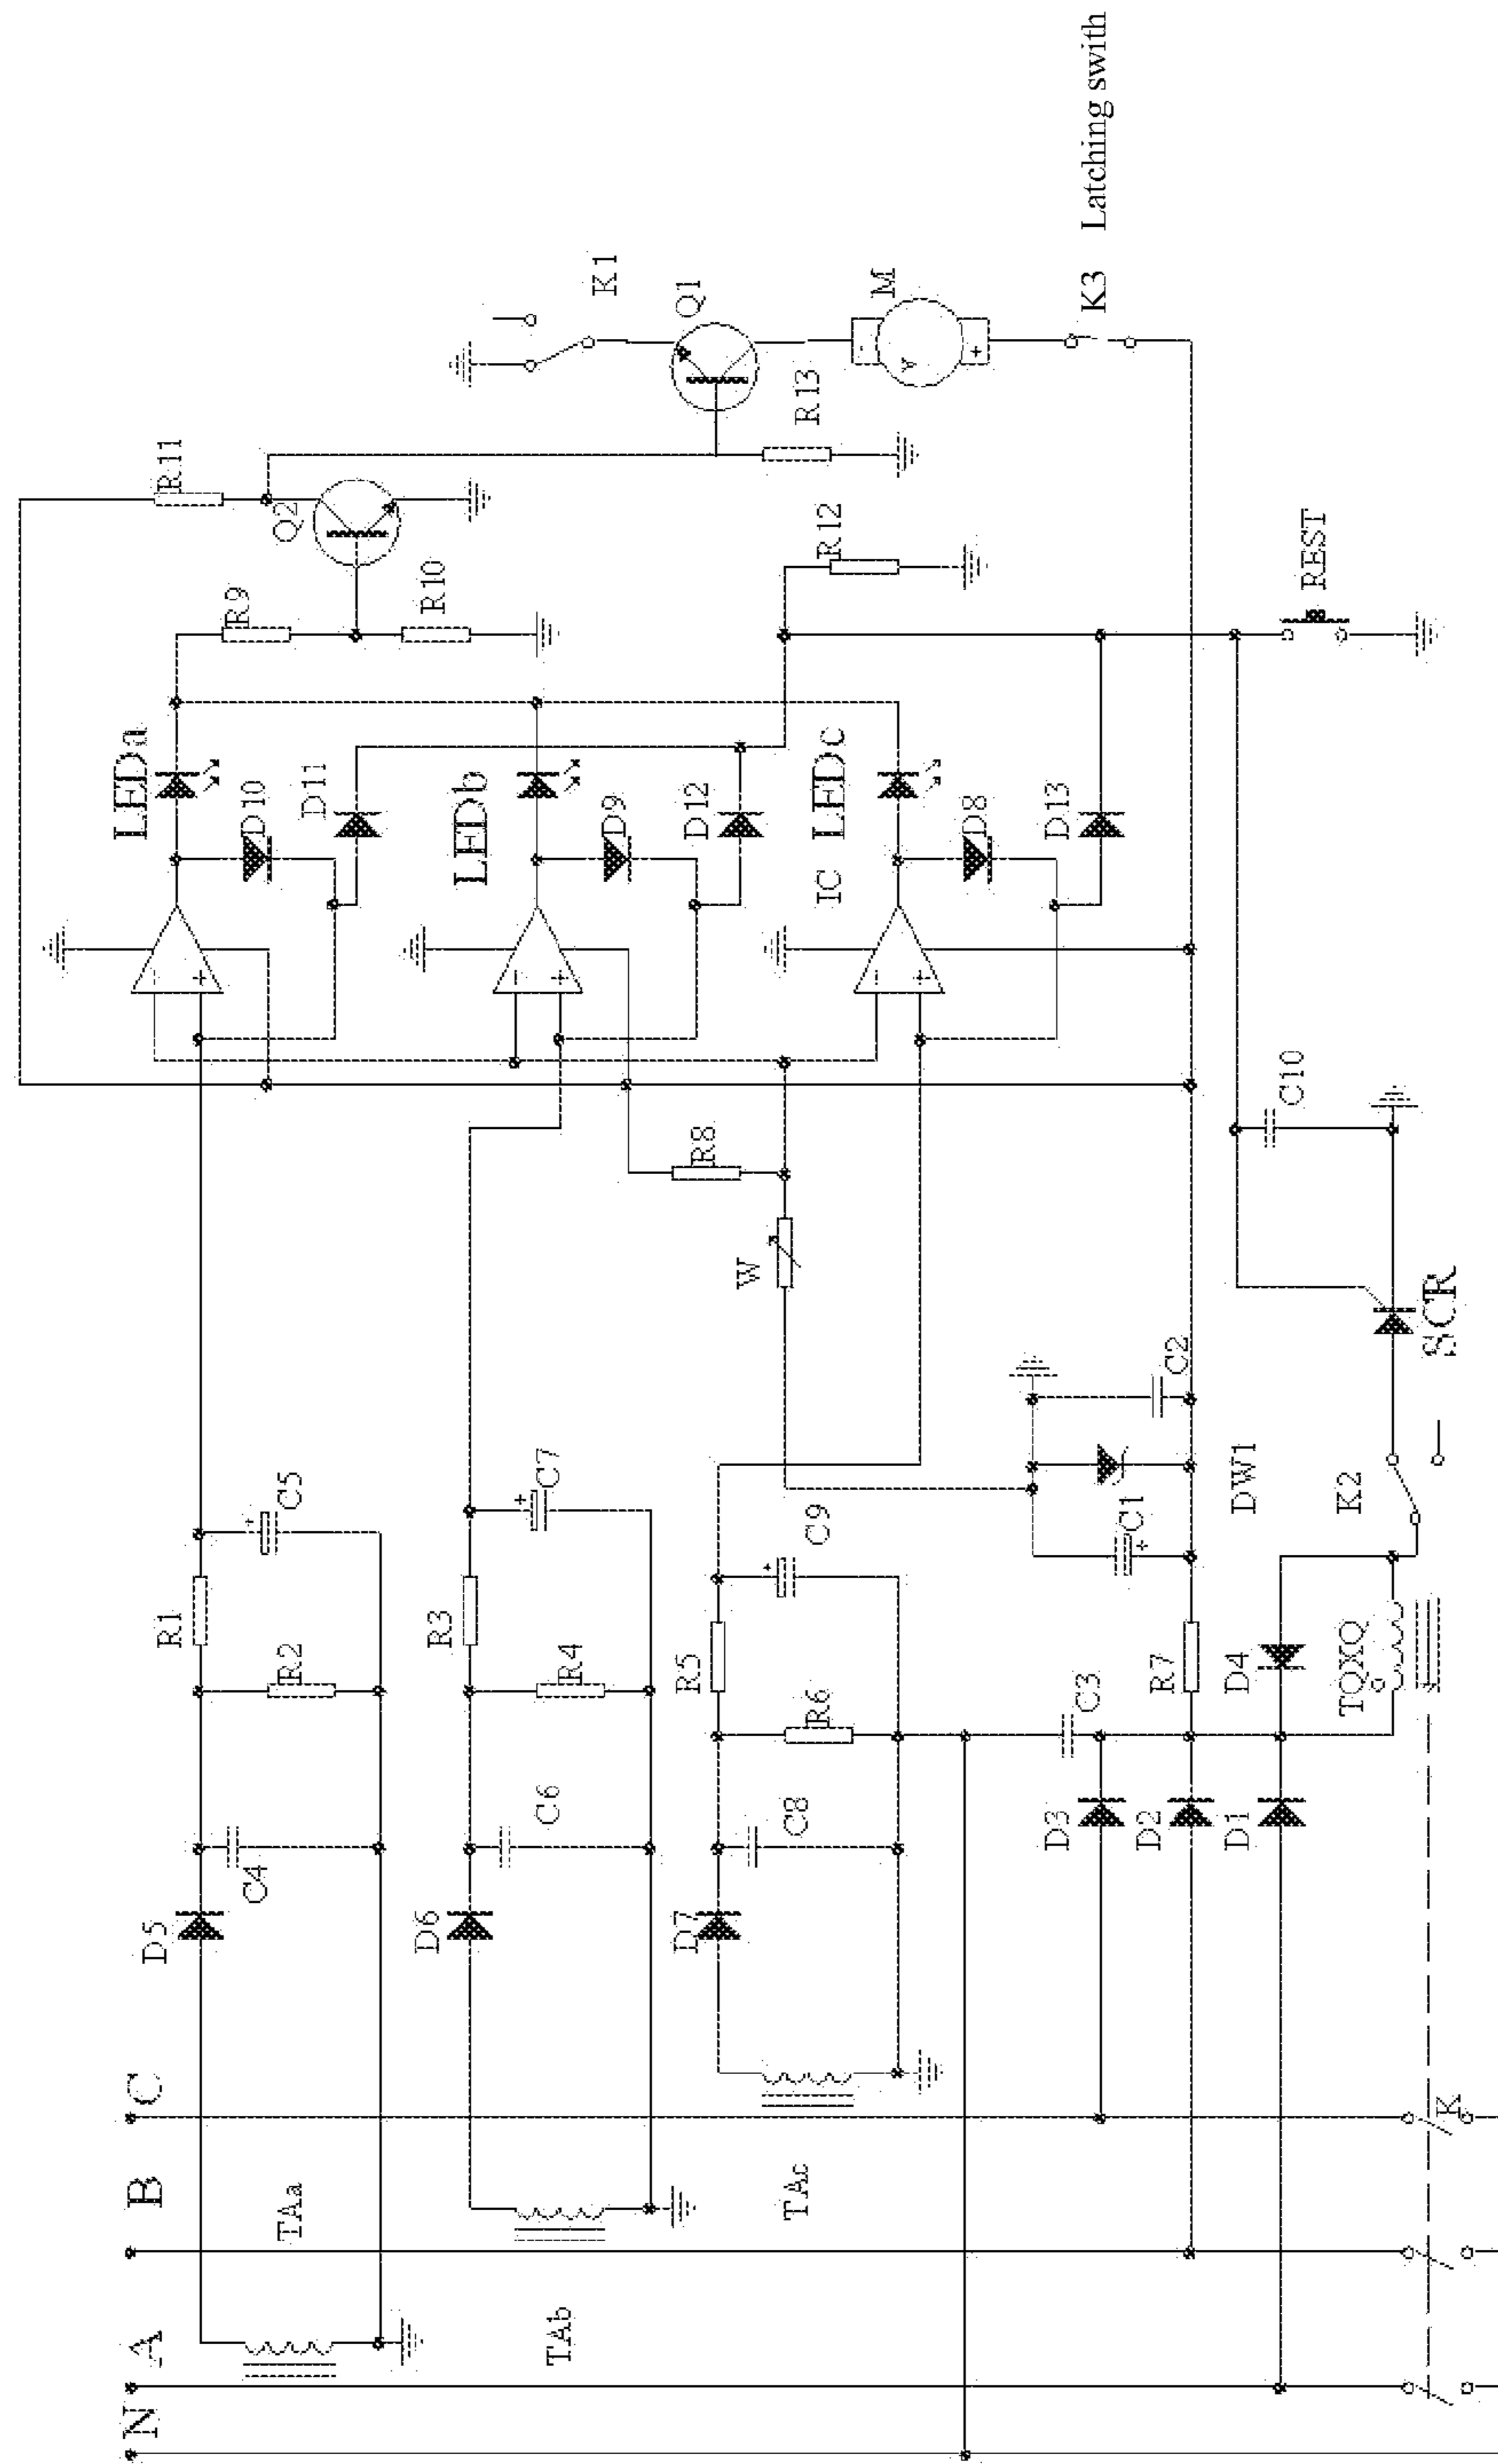 N
A
B
C
TAa
TAb
TAc
D5
C4
R2
R1
C5
D6
C6
R4
R3
C7
D7
C8
R6
R5
C9
D3
D2
D1
C3
R7
D4
TQXQ
K
C1
DW1
C2
K2
SCR
C10
W
R8
IC
LEDa
D10
D11
LEDb
D9
D12
LEDc
D8
D13
R9
R10
Q2
R11
R12
R13
REST
K1
Q1
M
K3 Latching swith